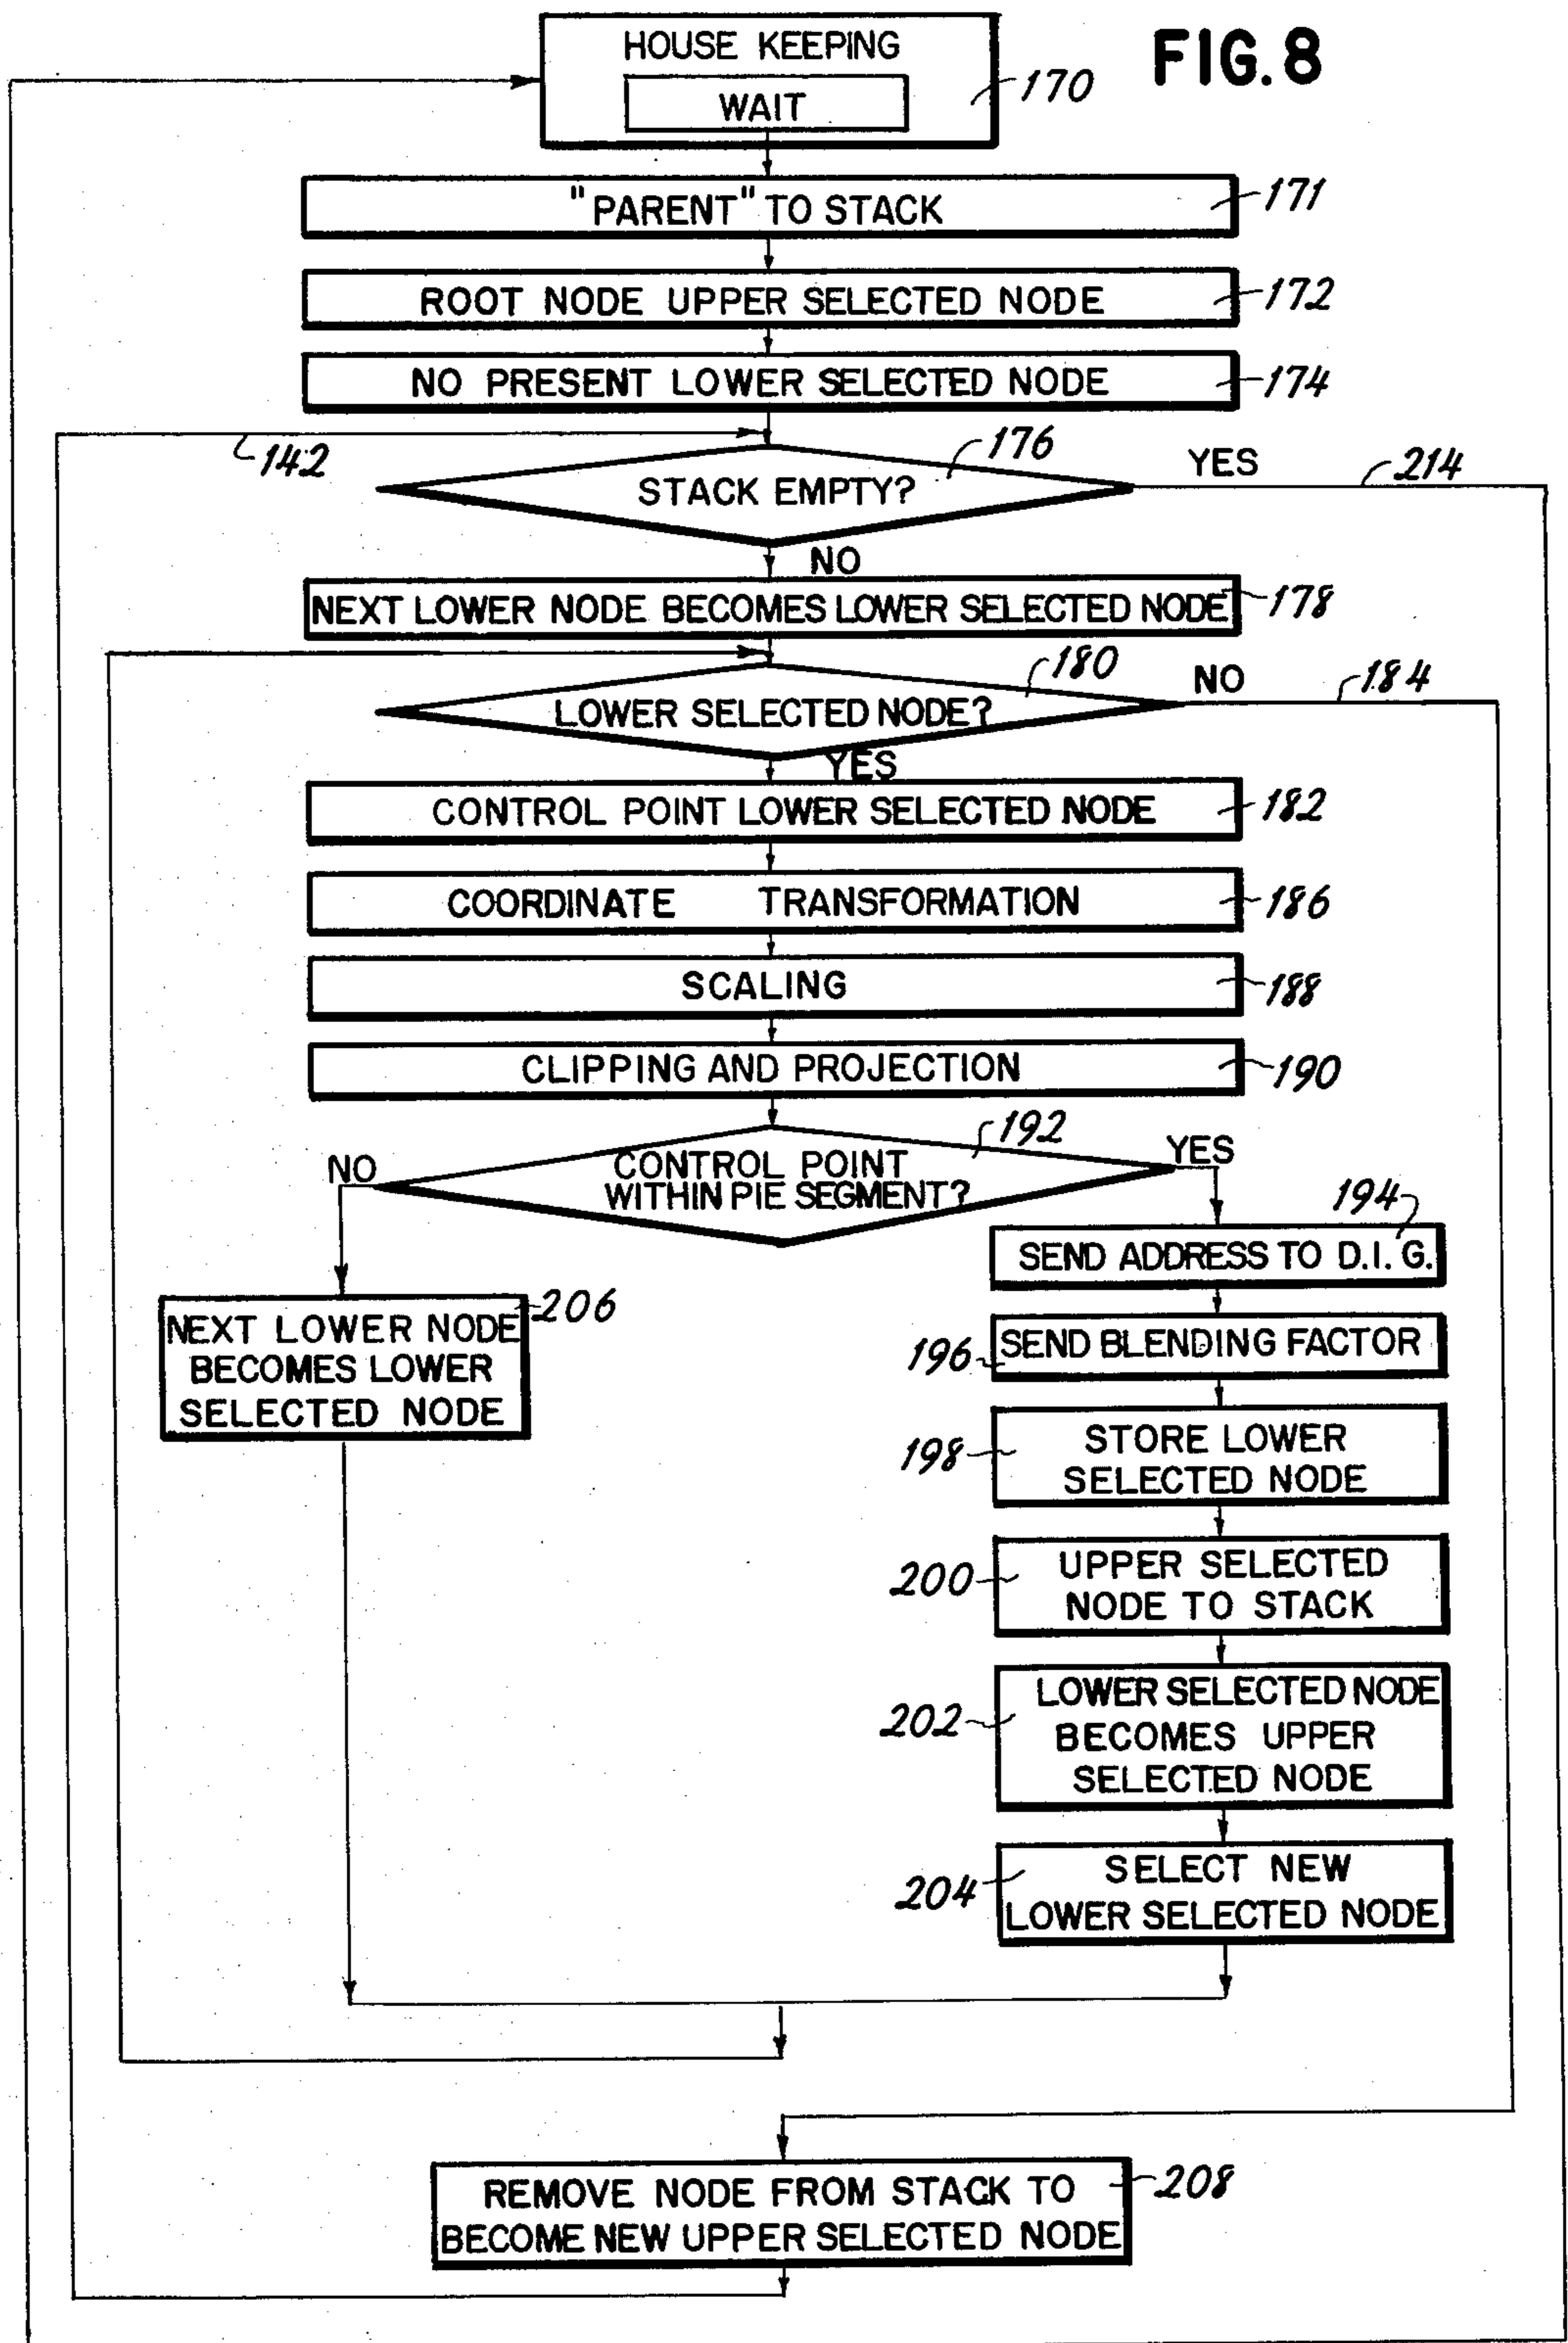 FIG. 8
HOUSE KEEPING
WAIT
170
"PARENT" TO STACK
171
ROOT NODE UPPER SELECTED NODE
172
NO PRESENT LOWER SELECTED NODE
174
142
176
STACK EMPTY?
YES
214
NO
NEXT LOWER NODE BECOMES LOWER SELECTED NODE
178
180
LOWER SELECTED NODE?
NO
184
YES
CONTROL POINT LOWER SELECTED NODE
182
COORDINATE TRANSFORMATION
186
SCALING
188
CLIPPING AND PROJECTION
190
192
CONTROL POINT
WITHIN PIE SEGMENT?
NO
YES
194
SEND ADDRESS TO D.I.G.
206
NEXT LOWER NODE
BECOMES LOWER
SELECTED NODE
196
SEND BLENDING FACTOR
198
STORE LOWER
SELECTED NODE
200
UPPER SELECTED
NODE TO STACK
202
LOWER SELECTED NODE
BECOMES UPPER
SELECTED NODE
204
SELECT NEW
LOWER SELECTED NODE
208
REMOVE NODE FROM STACK TO
BECOME NEW UPPER SELECTED NODE